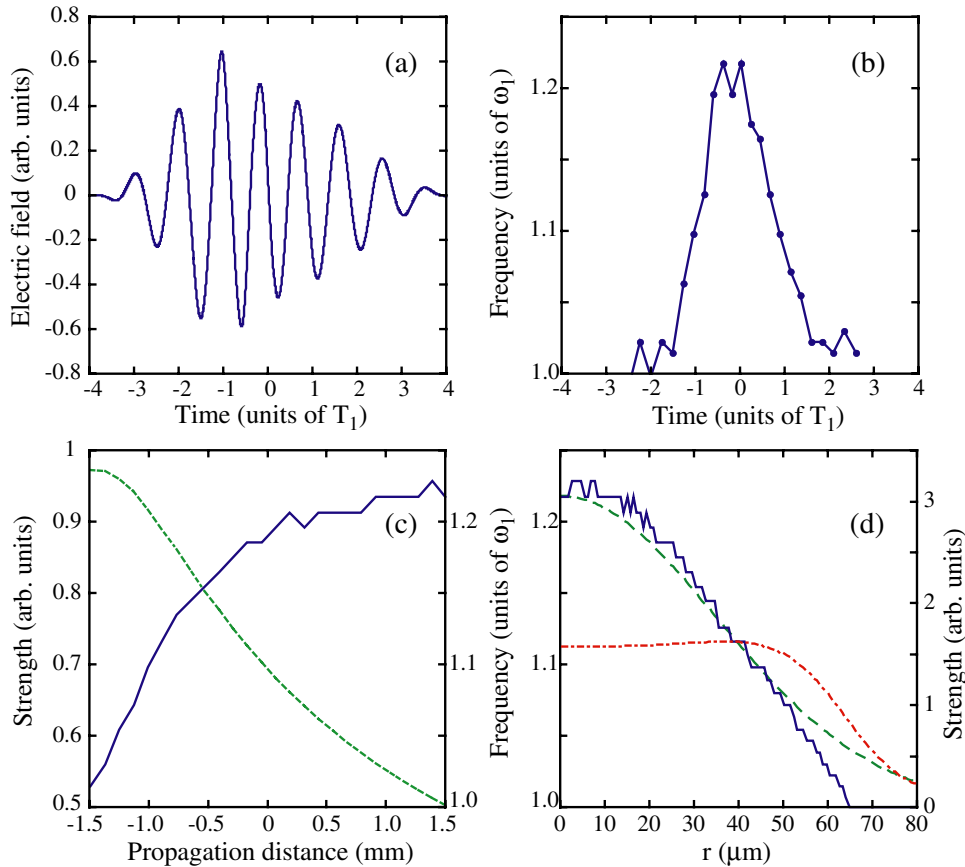 0.8
0.6
0.4
0.2
0
-0.2
-0.4
-0.6
0.8
-4 -3 -2 -1 0 1 2 3 4
Electric field (arb. units)
Time (units of T1)
(a)
1.22
1.11
1.0
-4 -3 -2 -1 0 1 2 3 4
Frequency (units of ω1)
Time (units of T1)
(b)
1
0.9
0.8
0.7
0.6
0.5
-1.5 -1.0 -0.5 0 0.5 1.0 1.5
1.2
1.1
1.0
Strength (arb. units)
Propagation distance (mm)
(c)
Frequency (units of ω1)
1.22
1.11
1.0
0 10 20 30 40 50 60 70 80
3
2
1
0
r (μm)
Strength (arb. units)
(d)